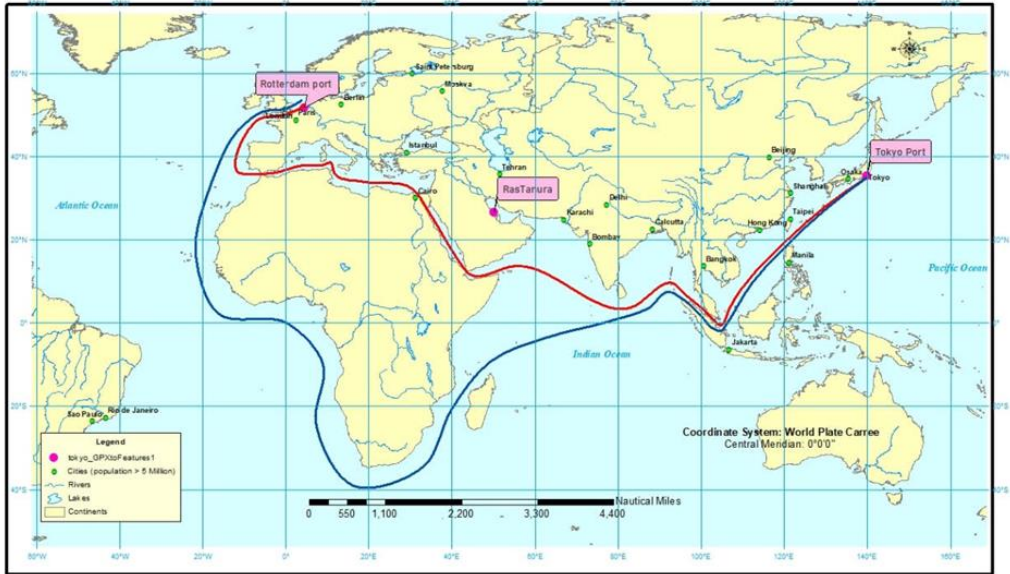 60°N
40°N
20°N
0°
20°S
40°S
60°W
40°W
20°W
0°
20°E
40°E
60°E
80°E
100°E
120°E
140°E
160°E
Saint Petersburg
Moskva
Rotterdam port
Berlin
London
Paris
Istanbul
Tehran
Cairo
RasTanura
Karachi
Delhi
Bombay
Calcutta
Beijing
Tokyo Port
Osaka
Tokyo
Shanghai
Taipei
Hong Kong
Bangkok
Manila
Jakarta
Atlantic Ocean
Pacific Ocean
Indian Ocean
Sao Paulo
Rio de Janeiro
Legend
tokyo_GPXtoFeatures1
Cities (population > 5 Million)
Rivers
Lakes
Continents
Coordinate System: World Plate Carree
Central Meridian: 0°0'0"
Nautical Miles
0 550 1,100 2,200 3,300 4,400